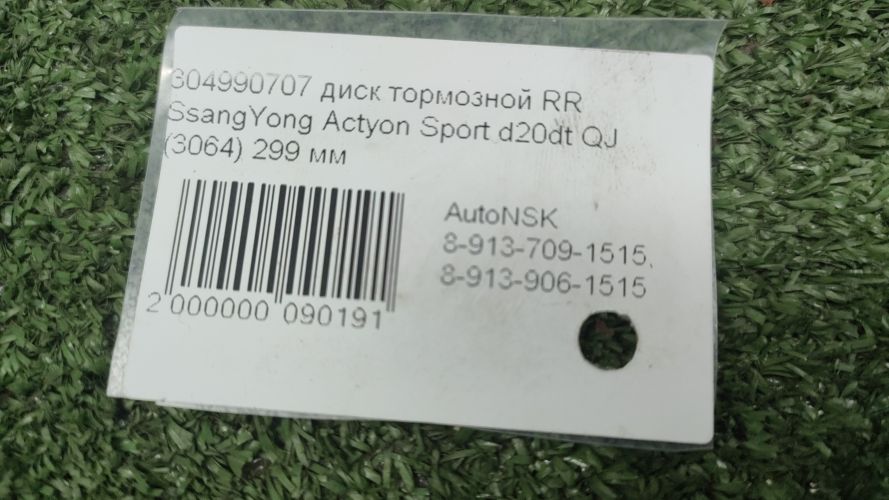 304990707 диск тормозной RR
SsangYong Actyon Sport d20dt QJ
(3064) 299 мм
AutoNSK
8-913-709-1515,
8-913-906-1515
2 000000 090191